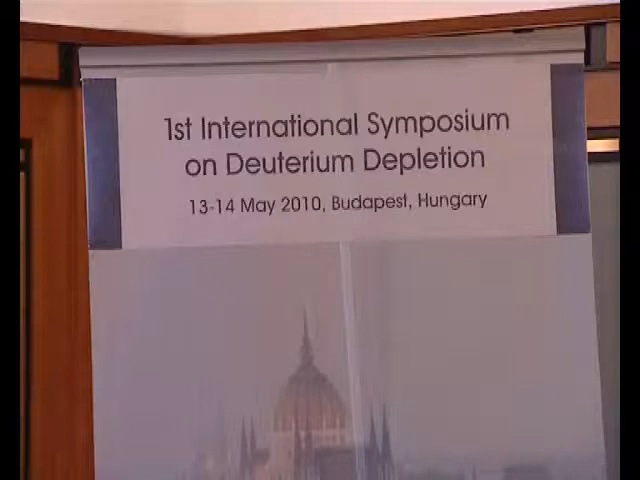 1st International Symposium
on Deuterium Depletion
13-14 May 2010, Budapest, Hungary